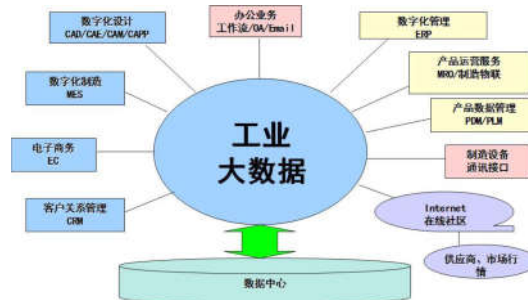 数字化设计
CAD/CAE/CAM/CAPP
办公业务
工作流/OA/Email
数字化管理
ERP
产品运营服务
MRO/制造物联
数字化制造
MES
产品数据管理
PDM/PLM
工业
大数据
电子商务
EC
制造设备
通讯接口
客户关系管理
CRM
Internet
在线社区
供应商、市场行
情
数据中心